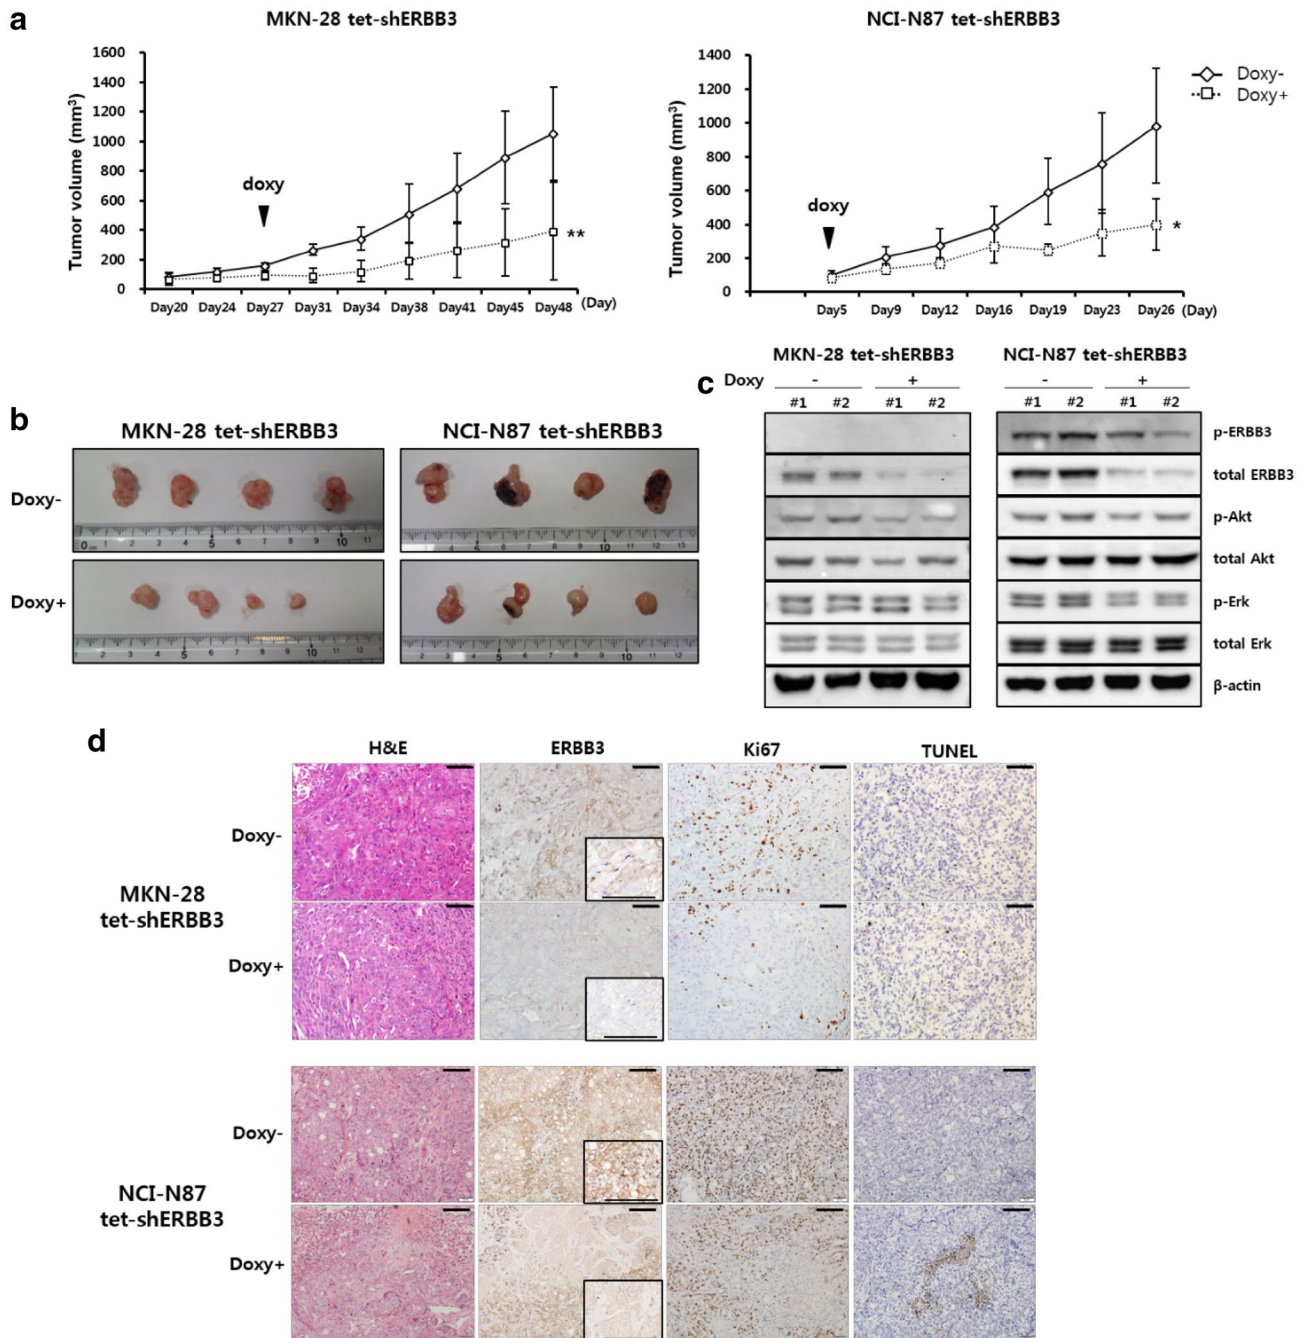 a
MKN-28 tet-shERBB3
Tumor volume (mm³)
1600
1400
1200
1000
800
600
400
200
0
doxy
**
Day20 Day24 Day27 Day31 Day34 Day38 Day41 Day45 Day48 (Day)
NCI-N87 tet-shERBB3
Tumor volume (mm³)
1400
1200
1000
800
600
400
200
0
doxy
*
Day5 Day9 Day12 Day16 Day19 Day23 Day26 (Day)
Doxy-
Doxy+
b
MKN-28 tet-shERBB3 NCI-N87 tet-shERBB3
Doxy-
Doxy+
c
MKN-28 tet-shERBB3 NCI-N87 tet-shERBB3
Doxy - + - +
#1 #2 #1 #2 #1 #2 #1 #2
p-ERBB3
total ERBB3
p-Akt
total Akt
p-Erk
total Erk
β-actin
d
H&E ERBB3 Ki67 TUNEL
MKN-28
tet-shERBB3
Doxy-
Doxy+
NCI-N87
tet-shERBB3
Doxy-
Doxy+